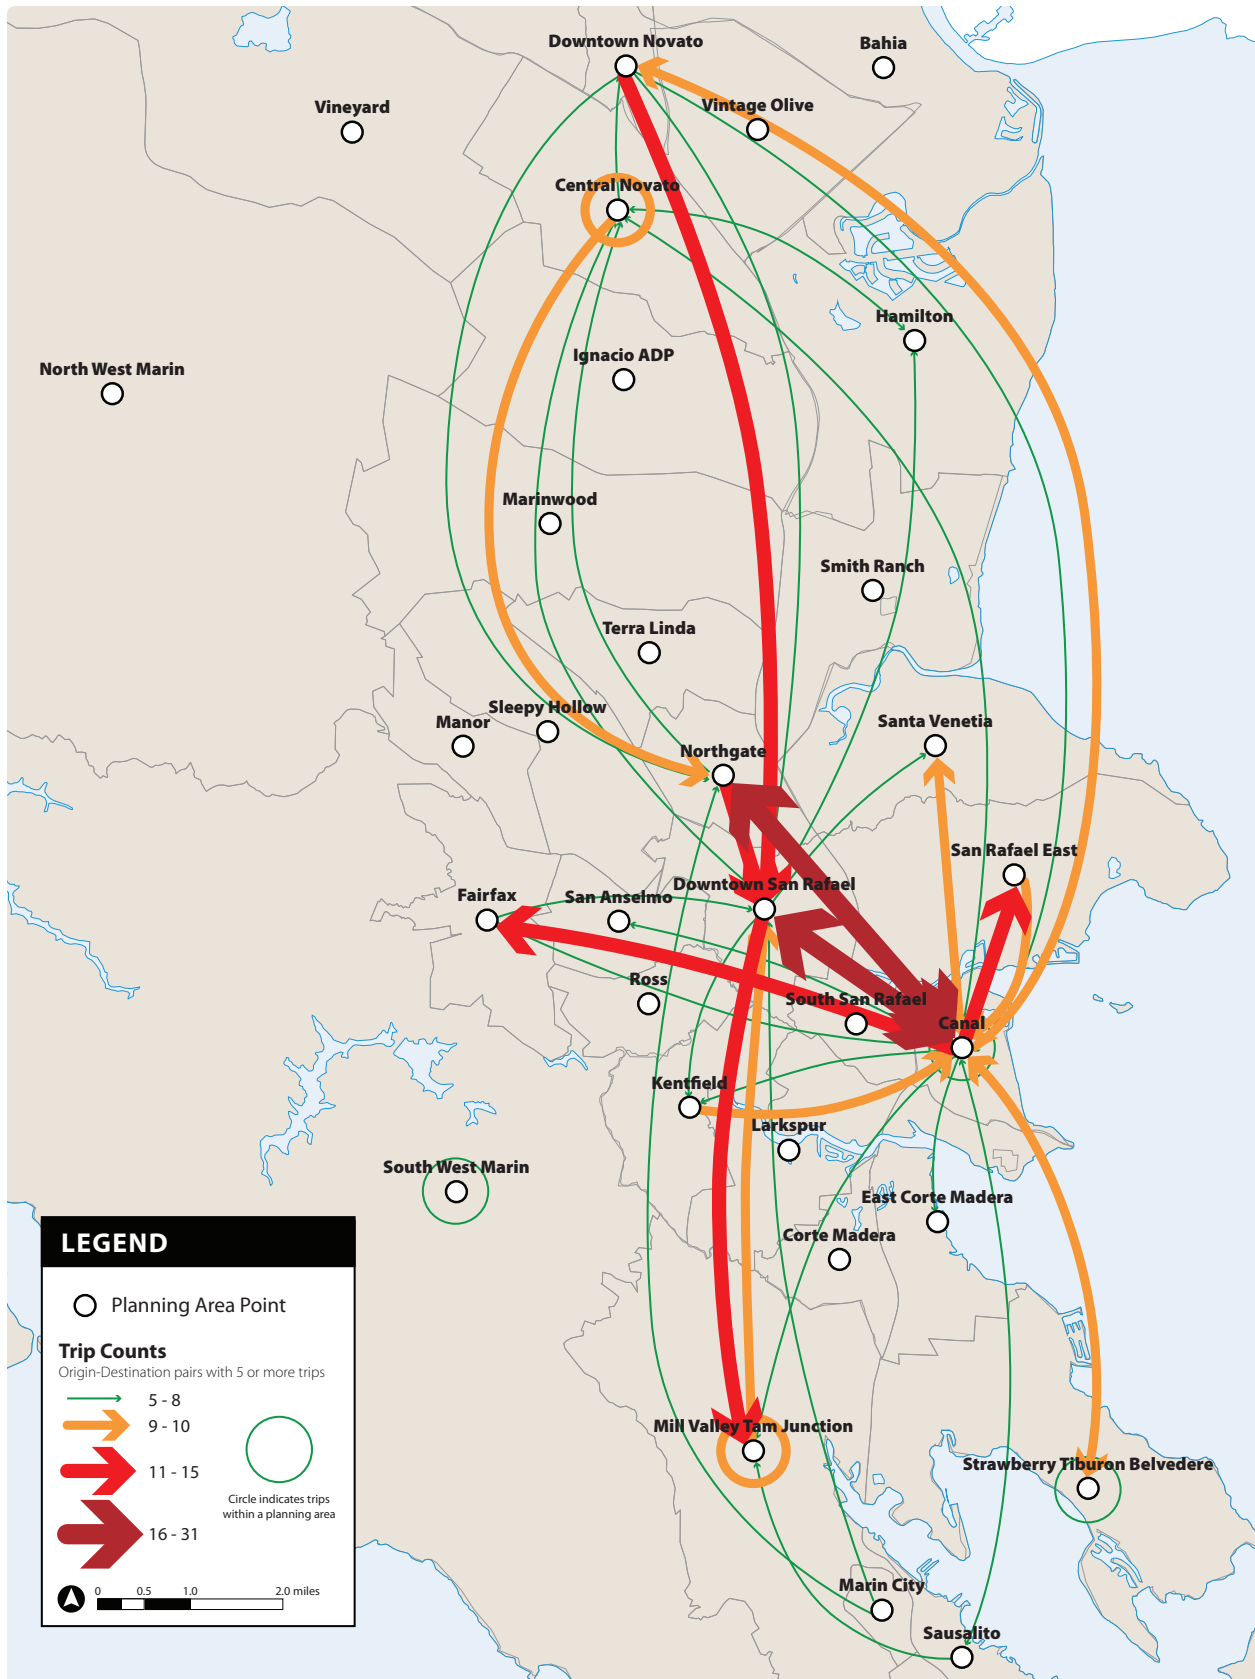 Downtown Novato
Bahia
Vineyard
Vintage Olive
Central Novato
Hamilton
Ignacio ADP
North West Marin
Marinwood
Smith Ranch
Terra Linda
Sleepy Hollow
Manor
Santa Venetia
Northgate
San Rafael East
Downtown San Rafael
Fairfax
San Anselmo
Ross
South San Rafael
Canal
Kentfield
Larkspur
South West Marin
East Corte Madera
Corte Madera
Mill Valley Tam Junction
Strawberry Tiburon Belvedere
Marin City
Sausalito
LEGEND
Planning Area Point
Trip Counts
Origin-Destination pairs with 5 or more trips
5 - 8
9 - 10
11 - 15
16 - 31
Circle indicates trips
within a planning area
0 0.5 1.0 2.0 miles